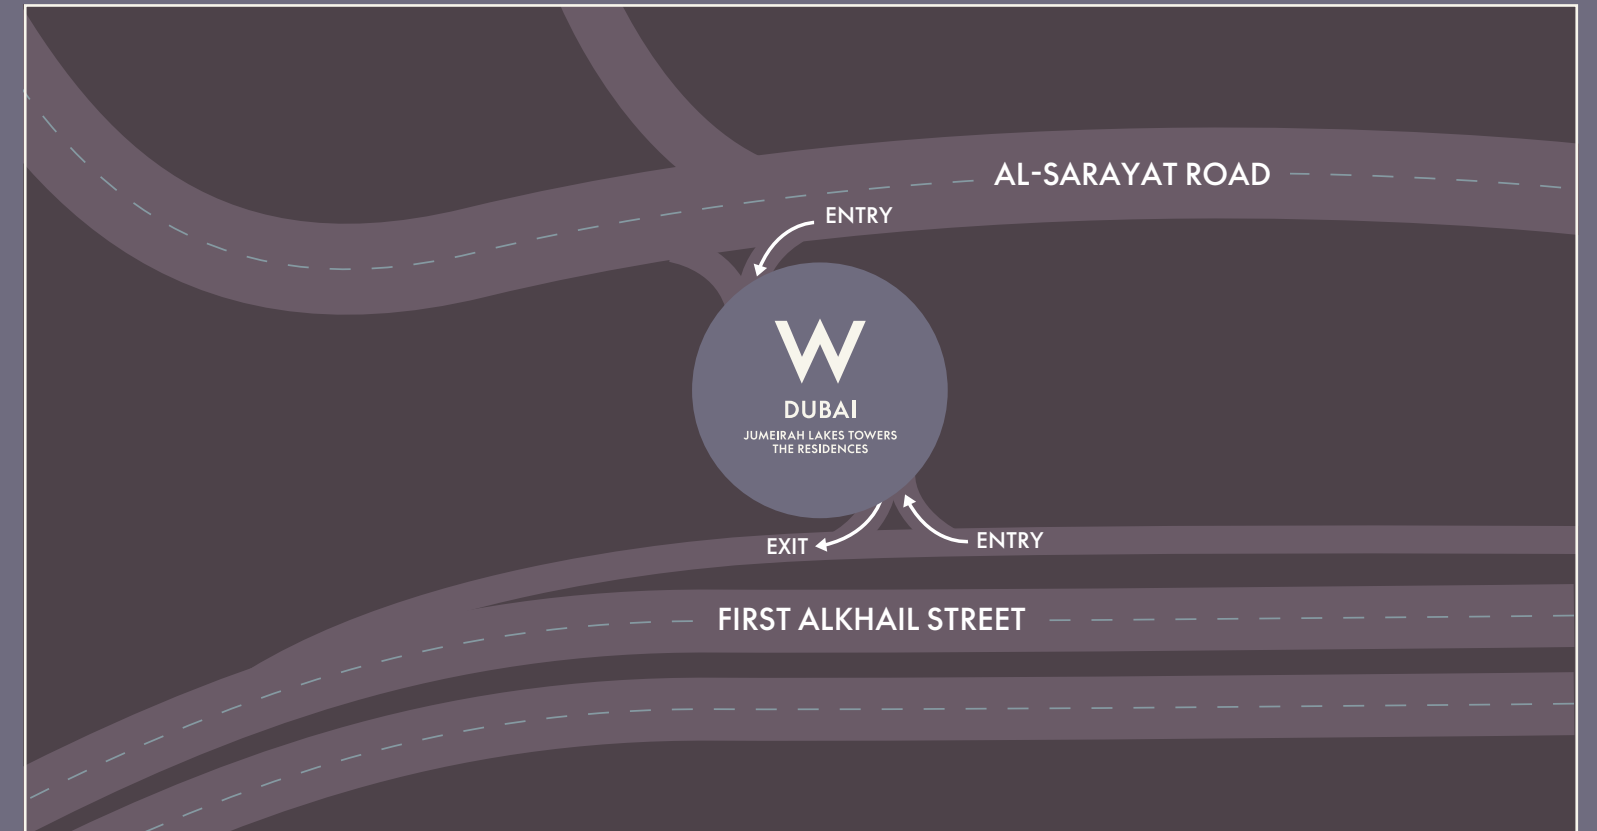 AL-SARAYAT ROAD
ENTRY
W
DUBAI
JUMEIRAH LAKES TOWERS
THE RESIDENCES
EXIT
ENTRY
FIRST ALKHAIL STREET